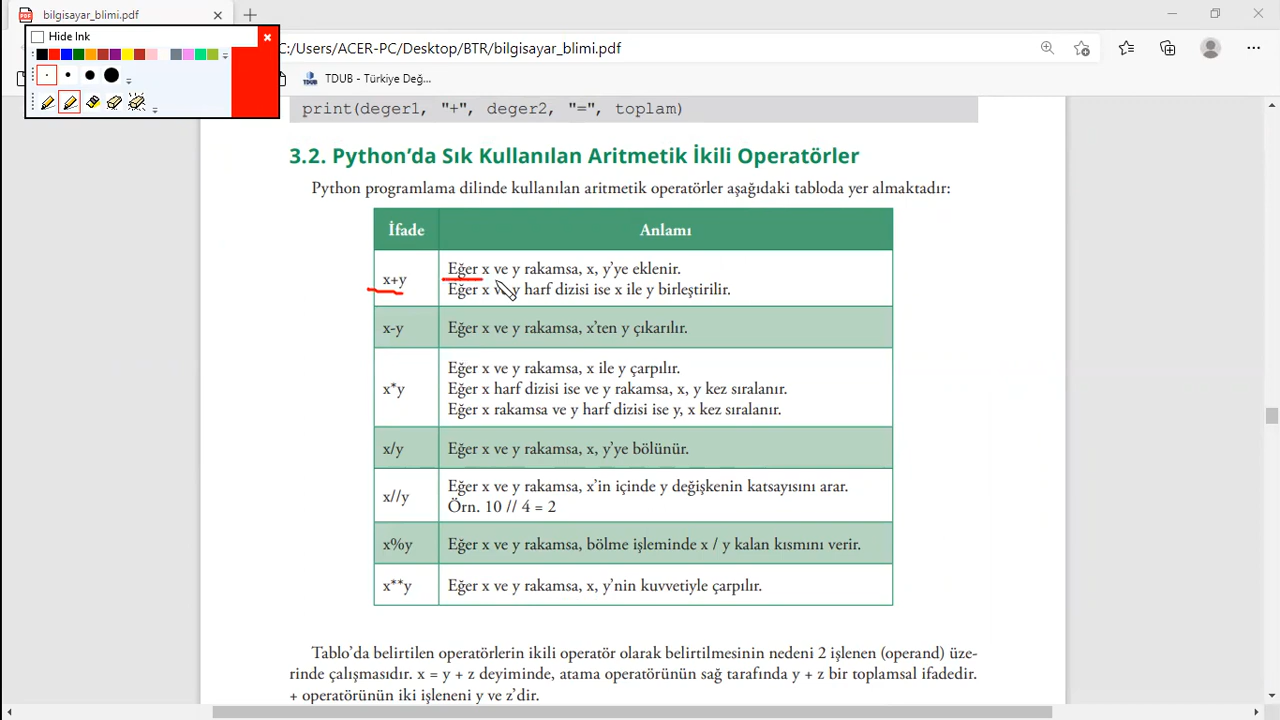 bilgisayar_blimi.pdf
Hide Ink
C:/Users/ACER-PC/Desktop/BTR/bilgisayar_blimi.pdf
TDUB TDUB - Türkiye Değ...
print(deger1, "+", deger2, "=", toplam)
3.2. Python’da Sık Kullanılan Aritmetik İkili Operatörler
Python programlama dilinde kullanılan aritmetik operatörler aşağıdaki tabloda yer almaktadır:
İfade Anlamı
x+y Eğer x ve y rakamsa, x, y’ye eklenir.
Eğer x ve y harf dizisi ise x ile y birleştirilir.
x-y Eğer x ve y rakamsa, x’ten y çıkarılır.
x*y Eğer x ve y rakamsa, x ile y çarpılır.
Eğer x harf dizisi ise ve y rakamsa, x, y kez sıralanır.
Eğer x rakamsa ve y harf dizisi ise y, x kez sıralanır.
x/y Eğer x ve y rakamsa, x, y’ye bölünür.
x//y Eğer x ve y rakamsa, x’in içinde y değişkenin katsayısını arar.
Örn. 10 // 4 = 2
x%y Eğer x ve y rakamsa, bölme işleminde x / y kalan kısmını verir.
x**y Eğer x ve y rakamsa, x, y’nin kuvvetiyle çarpılır.
Tablo’da belirtilen operatörlerin ikili operatör olarak belirtilmesinin nedeni 2 işlenen (operand) üze-
rinde çalışmasıdır. x = y + z deyiminde, atama operatörünün sağ tarafında y + z bir toplamsal ifadedir.
+ operatörünün iki işleneni y ve z’dir.